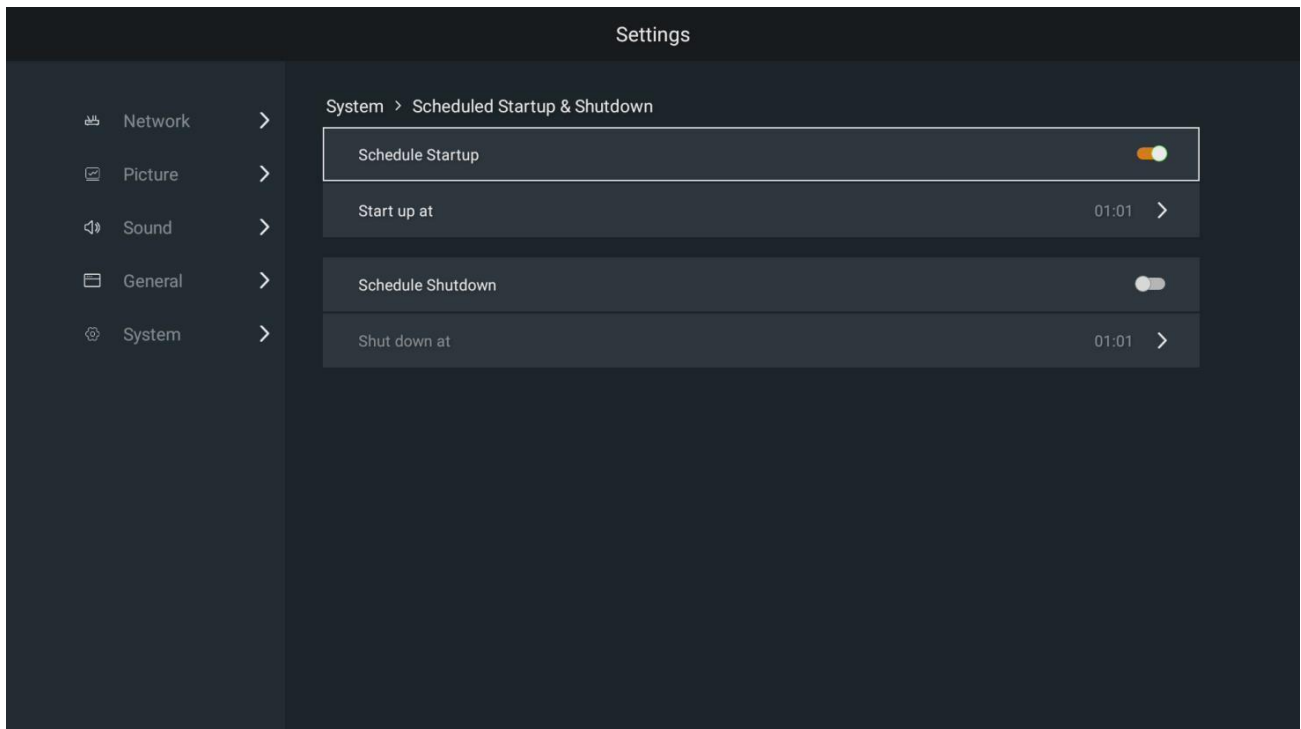 Settings
Network
Picture
Sound
General
System
System > Scheduled Startup & Shutdown
Schedule Startup
Start up at 01:01
Schedule Shutdown
Shut down at 01:01